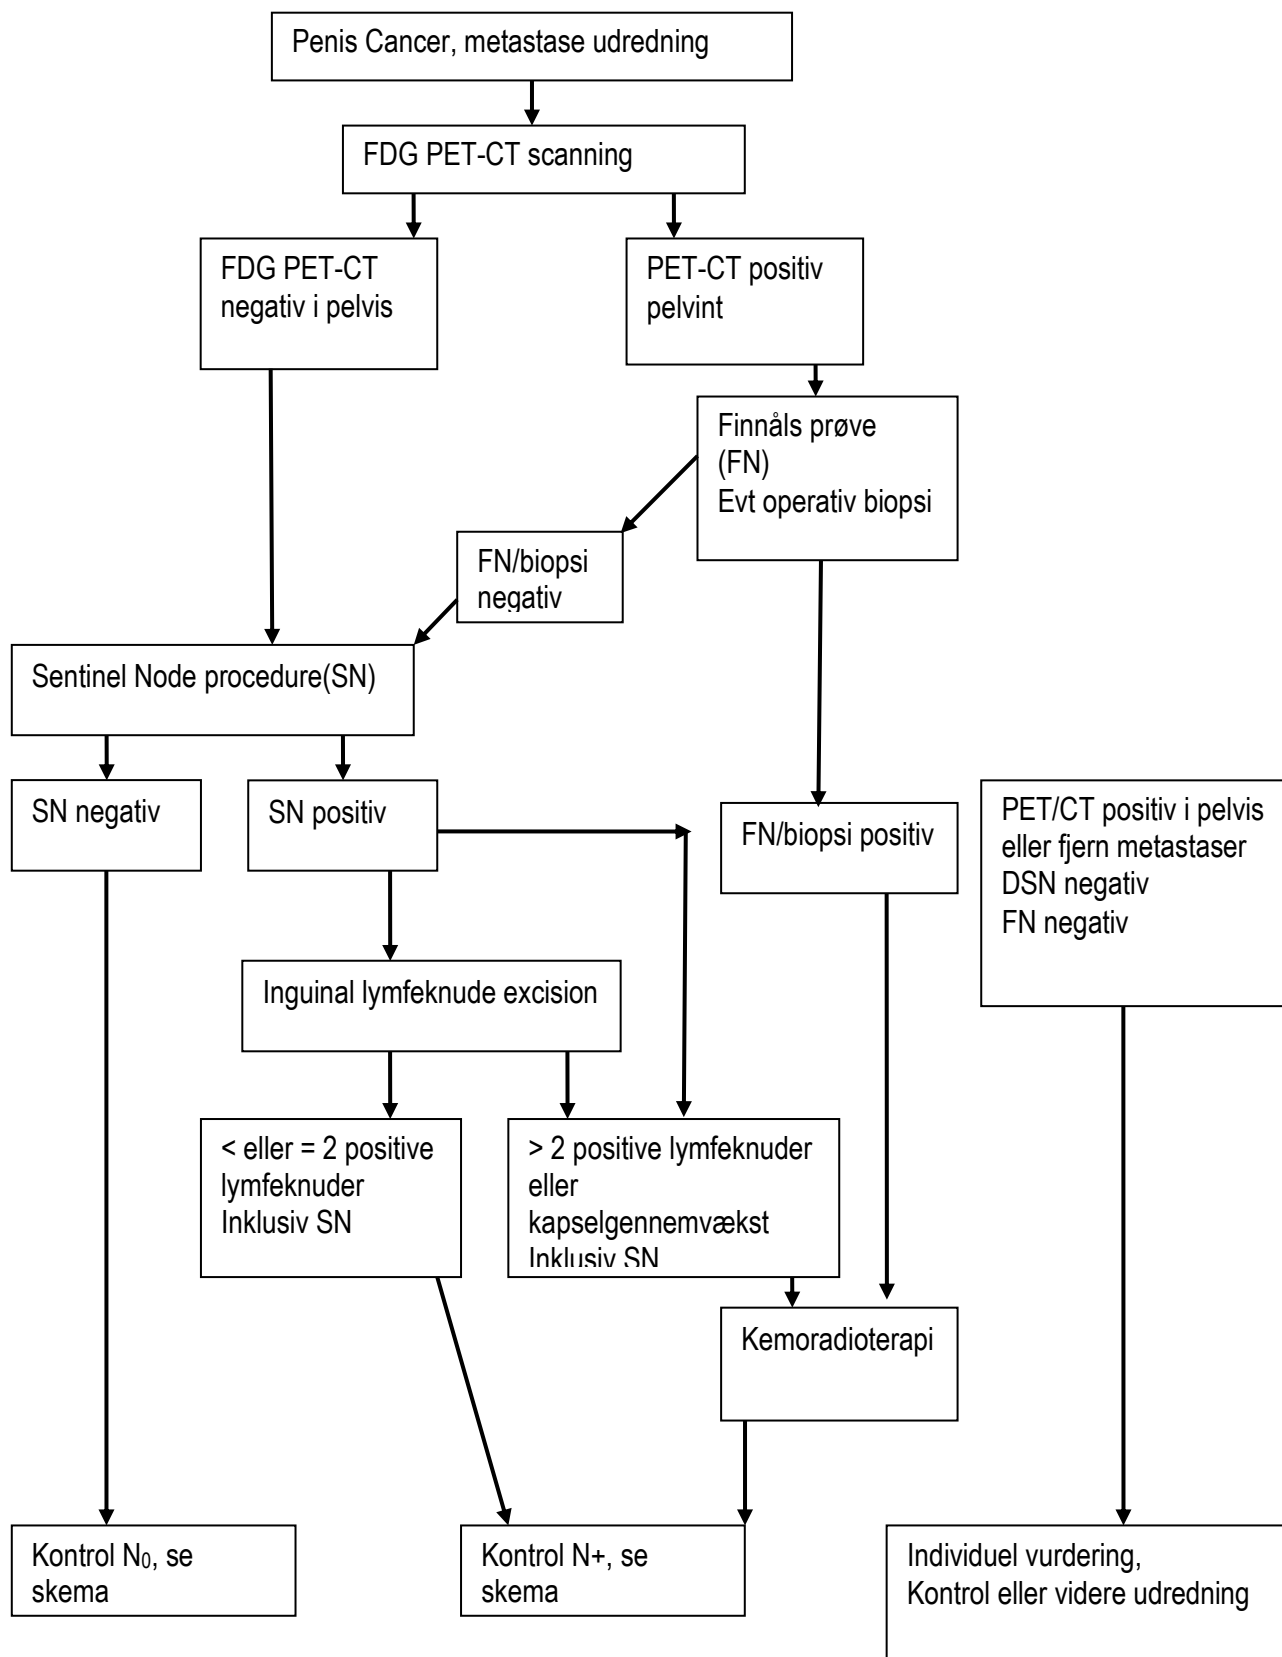 Penis Cancer, metastase udredning
FDG PET-CT scanning
FDG PET-CT
negativ i pelvis
PET-CT positiv
pelvint
Finnåls prøve
(FN)
Evt operativ biopsi
FN/biopsi
negativ
Sentinel Node procedure(SN)
SN negativ
SN positiv
FN/biopsi positiv
PET/CT positiv i pelvis
eller fjern metastaser
DSN negativ
FN negativ
Inguinal lymfeknude excision
< eller = 2 positive
lymfeknuder
Inklusiv SN
> 2 positive lymfeknuder
eller
kapselgennemvækst
Inklusiv SN
Kemoradioterapi
Kontrol N₀, se
skema
Kontrol N+, se
skema
Individuel vurdering,
Kontrol eller videre udredning